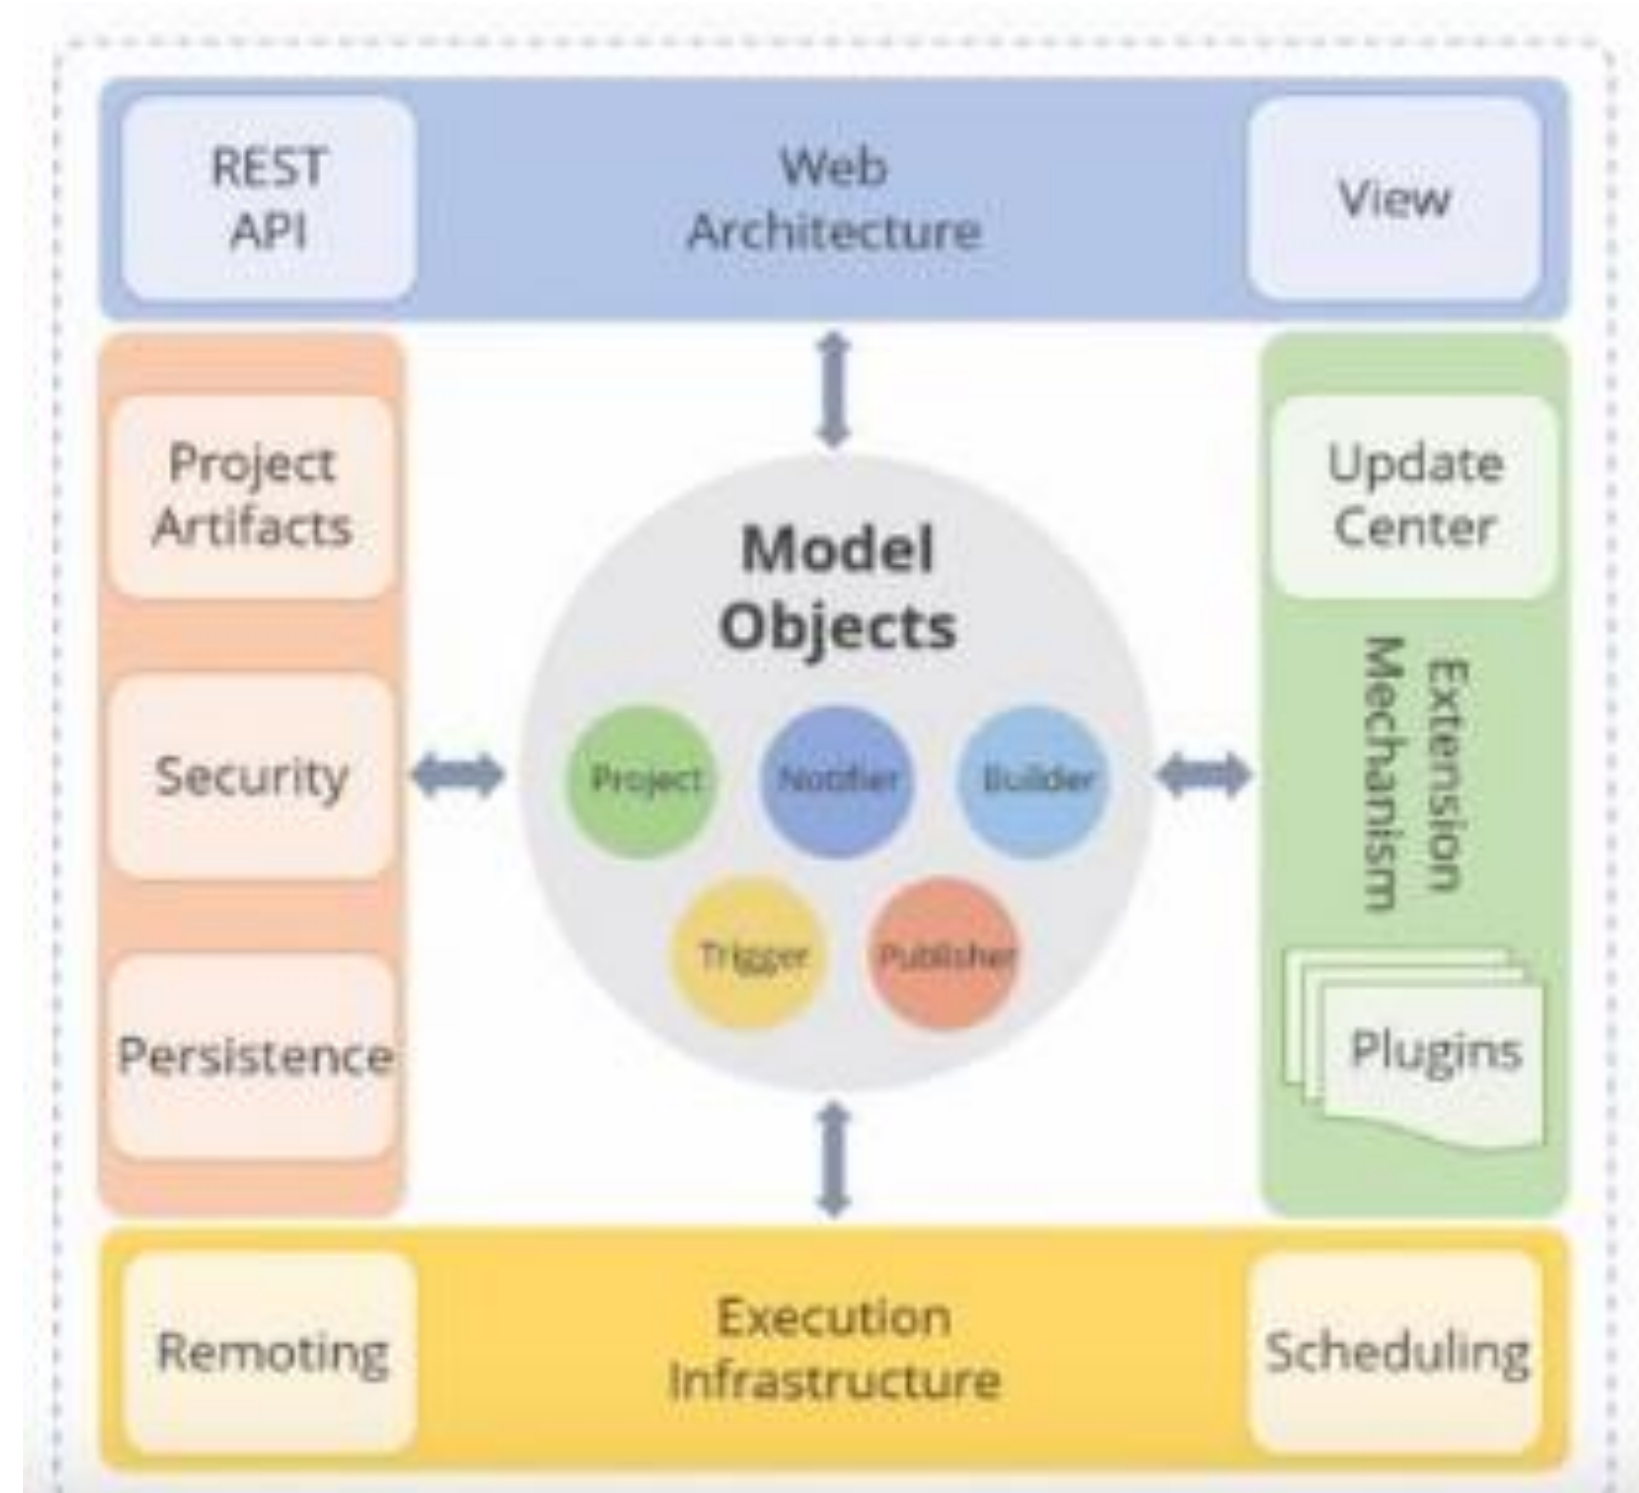 REST
API
Web
Architecture
View
Project
Artifacts
Security
Persistence
Model
Objects
Project
Notifier
Builder
Trigger
Publisher
Update
Center
Extension
Mechanism
Plugins
Remoting
Execution
Infrastructure
Scheduling